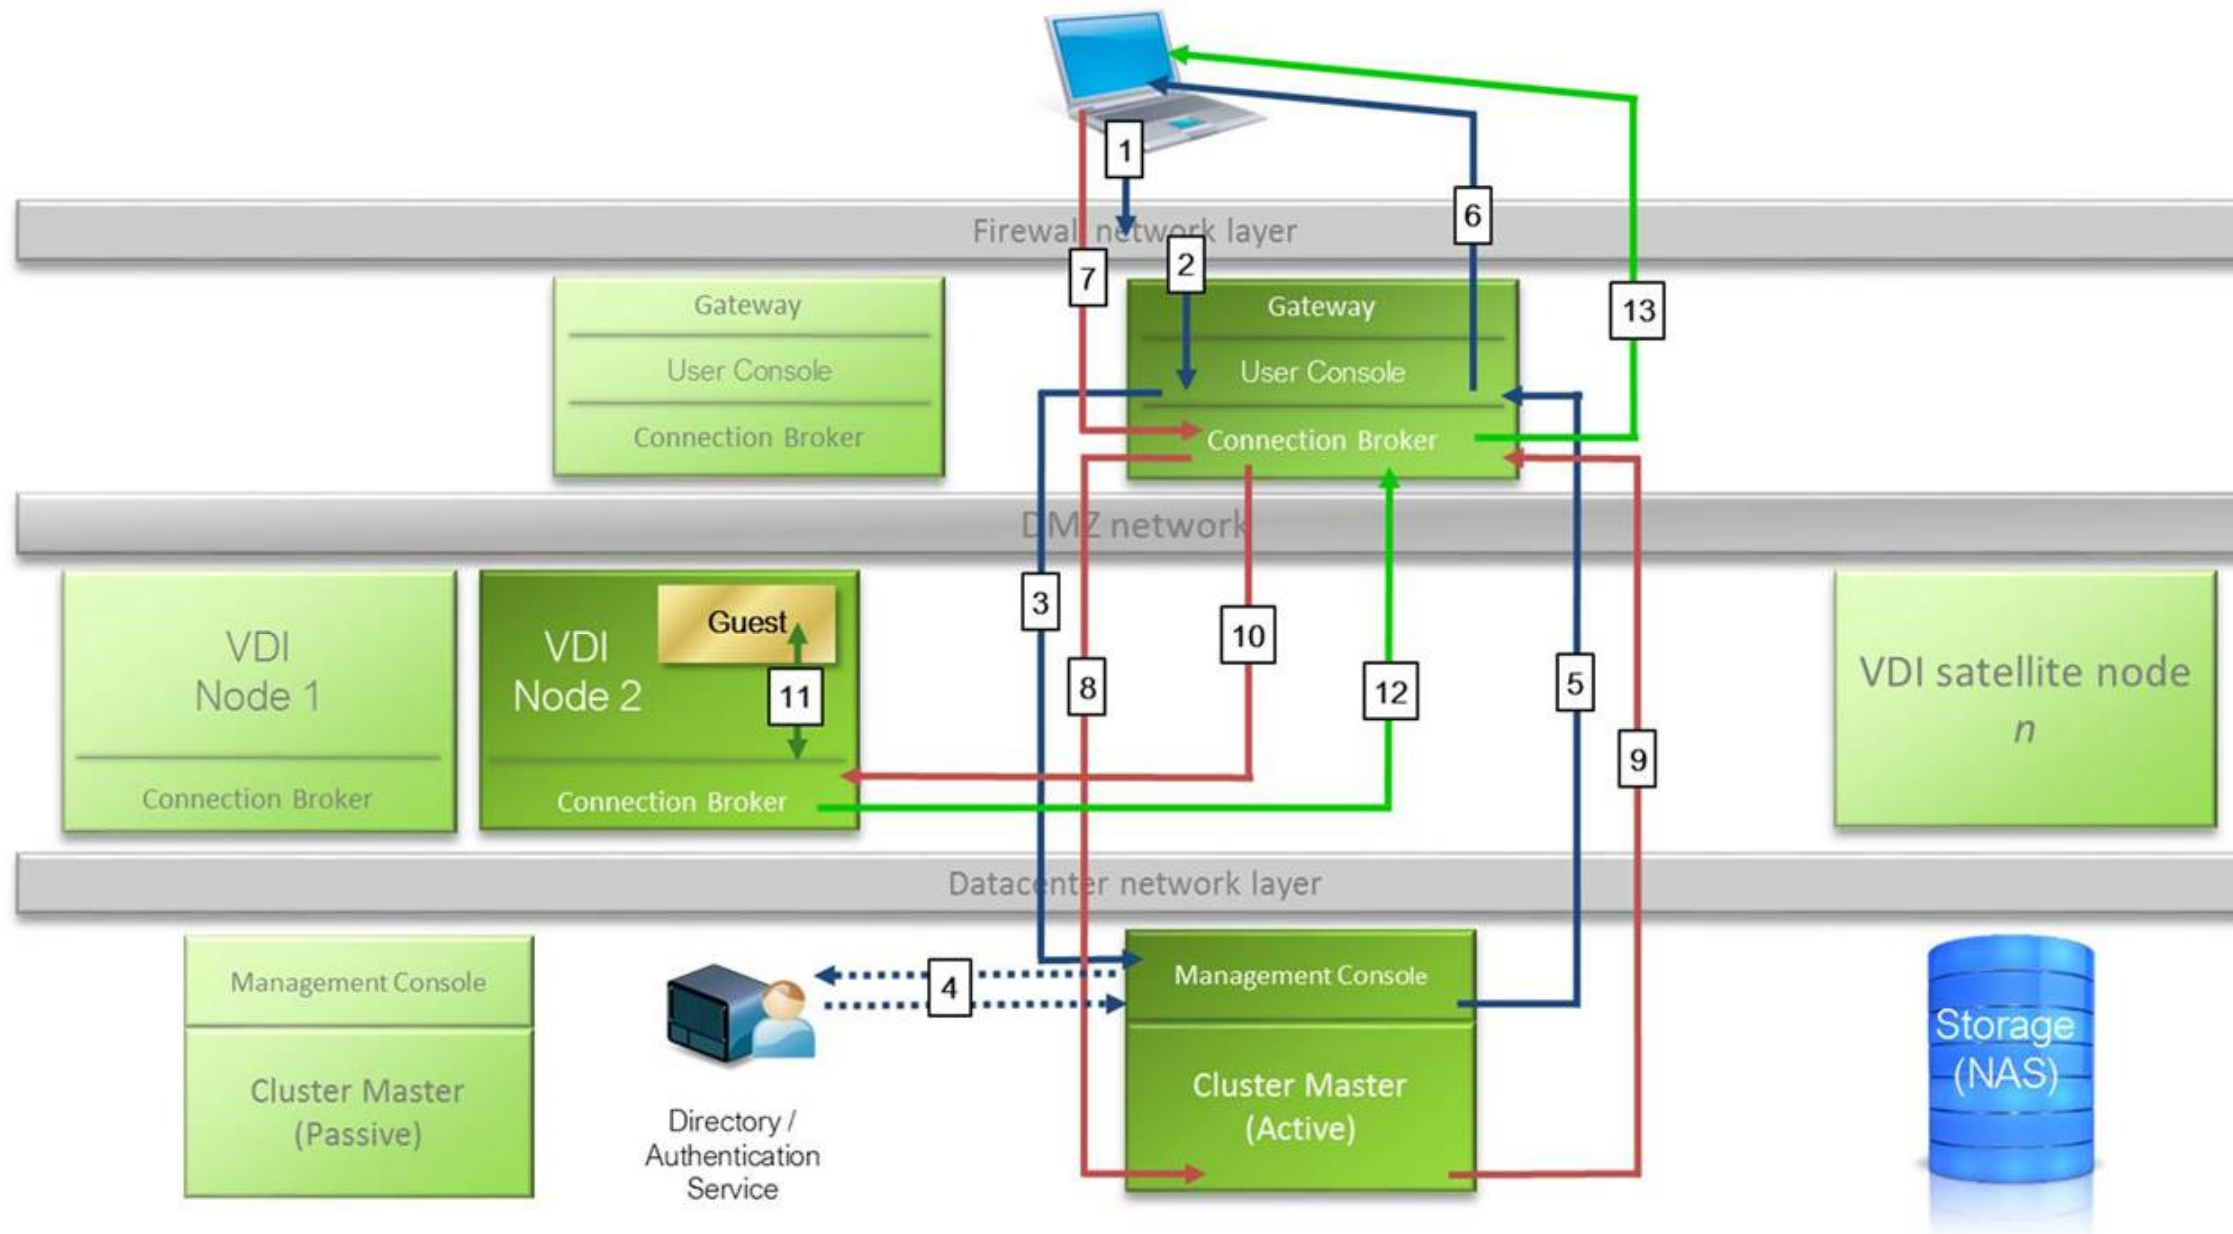 1
Firewall network layer
6
7
2
13
Gateway
User Console
Connection Broker
Gateway
User Console
Connection Broker
DMZ network
VDI
Node 1
Connection Broker
VDI
Node 2
Guest
11
Connection Broker
3
8
10
12
5
9
VDI satellite node
n
Datacenter network layer
Management Console
Cluster Master
(Passive)
4
Directory /
Authentication
Service
Management Console
Cluster Master
(Active)
Storage
(NAS)